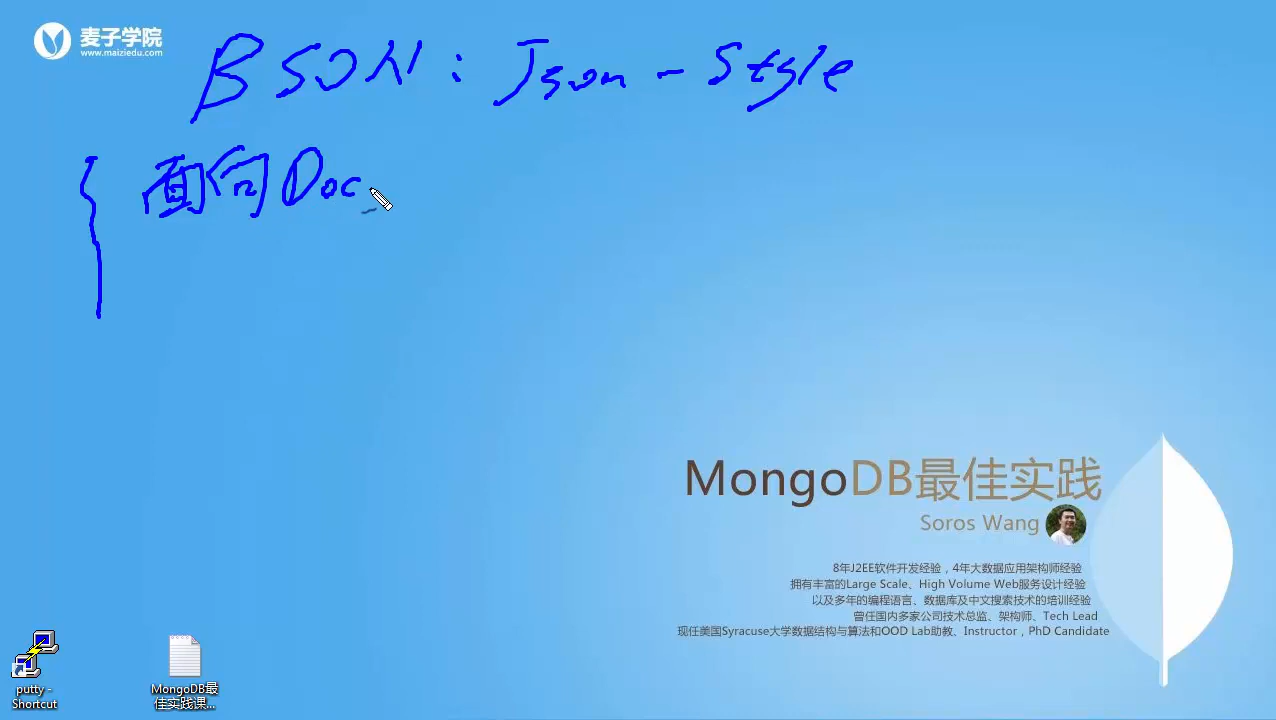 麦子学院
www.maiziedu.com
BSON : Json - Style
面向Doc
MongoDB最佳实践
Soros Wang
8年J2EE软件开发经验，4年大数据应用架构师经验
拥有丰富的Large Scale、High Volume Web服务设计经验
以及多年的编程语言、数据库及中文搜索技术的培训经验
曾任国内多家公司技术总监、架构师、Tech Lead
现任美国Syracuse大学数据结构与算法和OOD Lab助教、Instructor，PhD Candidate
putty -
Shortcut
MongoDB最
佳实践课...